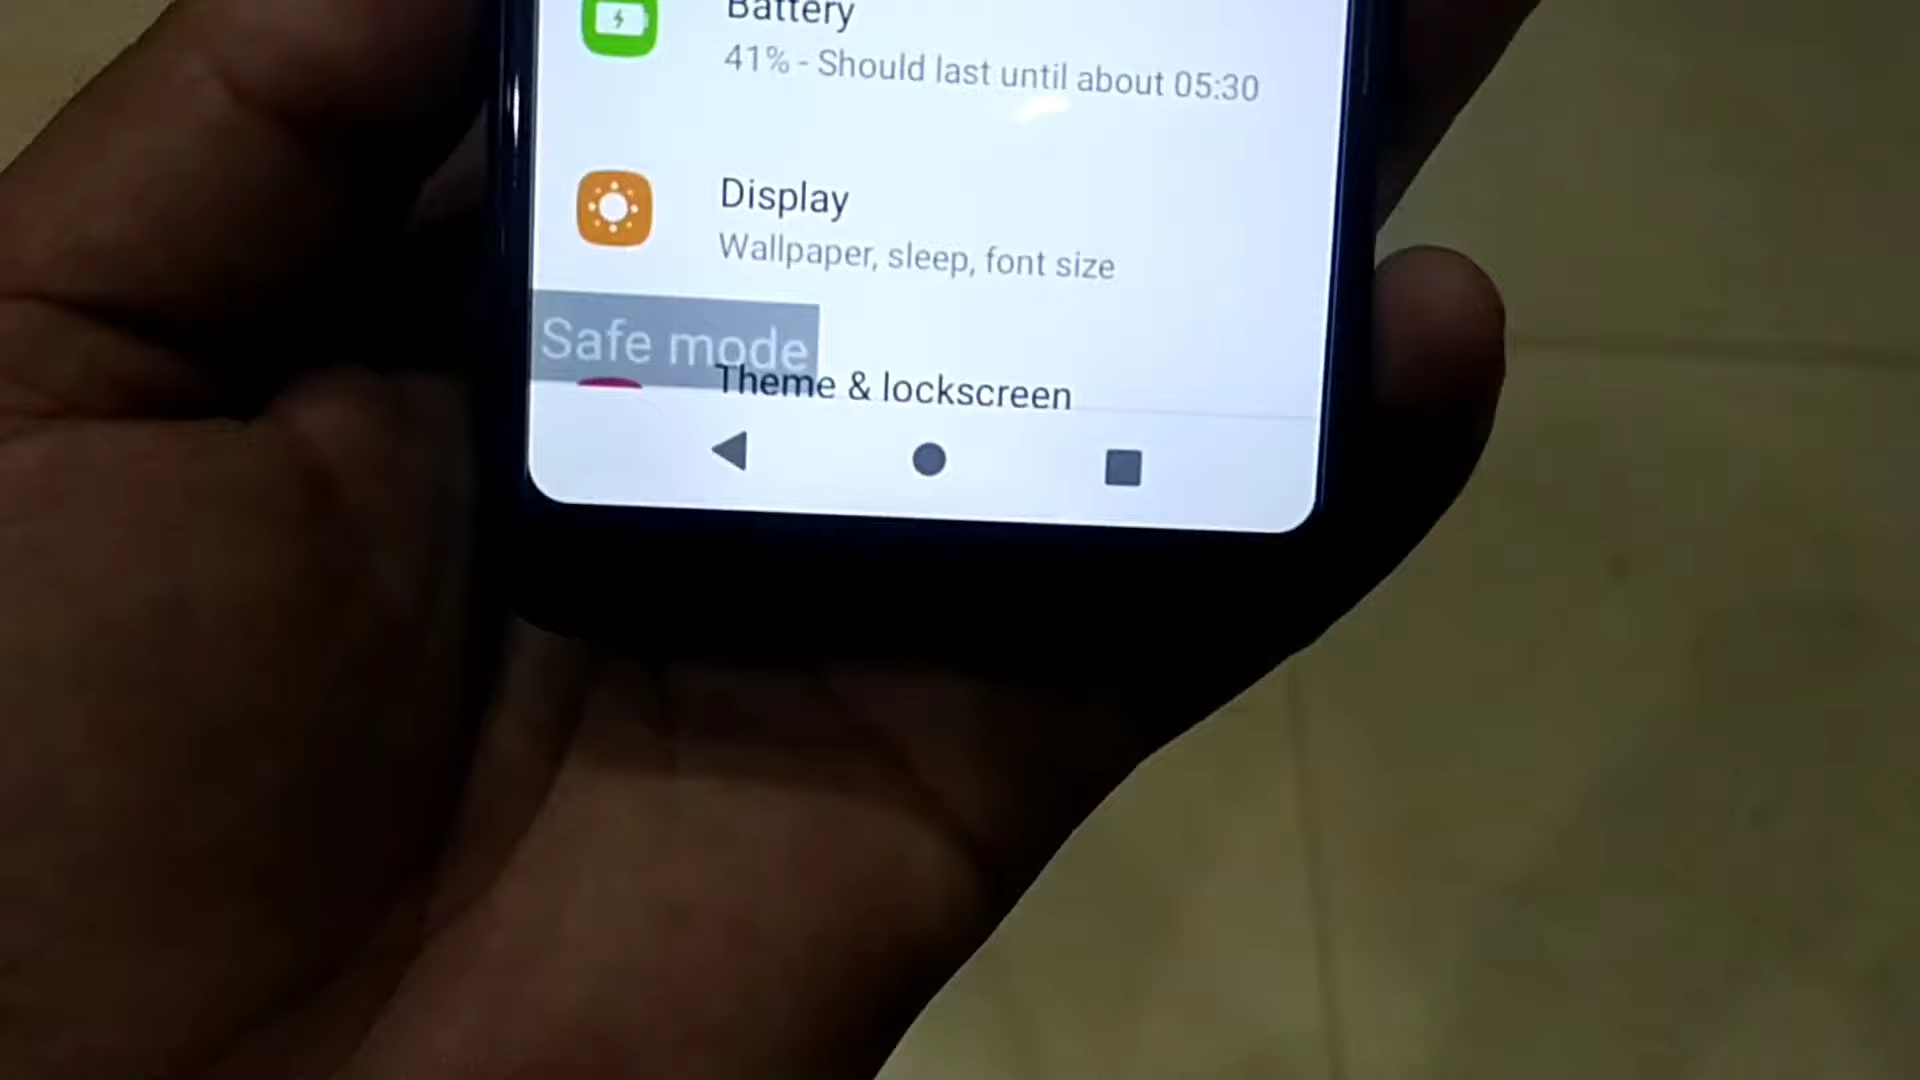 Battery
41% - Should last until about 05:30
Display
Wallpaper, sleep, font size
Safe mode
Theme & lockscreen